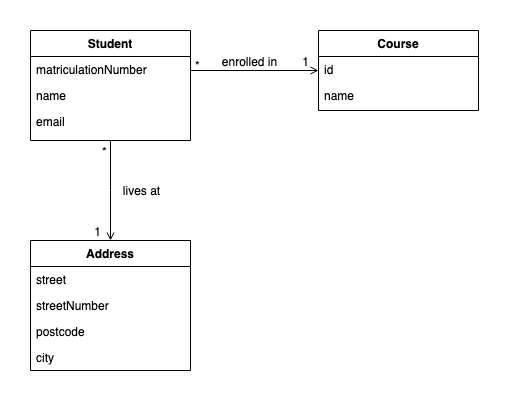 Student
matriculationNumber
name
email
* enrolled in 1
Course
id
name
*
lives at
1
Address
street
streetNumber
postcode
city